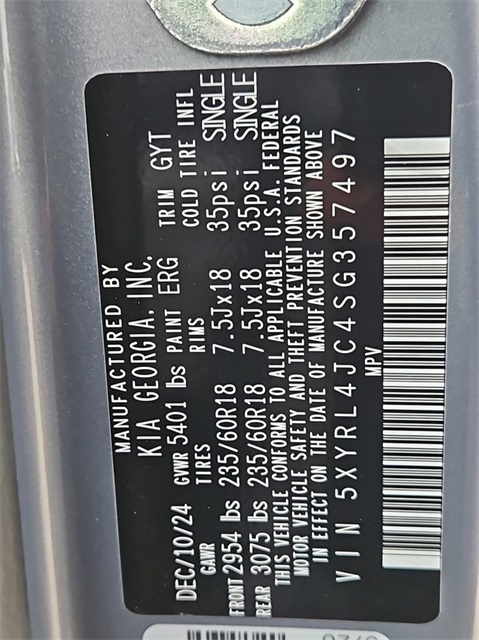 MANUFACTURED BY
KIA GEORGIA, INC.
DEC/10/24 GVWR 5401 lbs PAINT ERG TRIM GYT
GAWR TIRES RIMS COLD TIRE INFL
FRONT 2954 lbs 235/60R18 7.5Jx18 35psi SINGLE
REAR 3075 lbs 235/60R18 7.5Jx18 35psi SINGLE
THIS VEHICLE CONFORMS TO ALL APPLICABLE U.S.A. FEDERAL
MOTOR VEHICLE SAFETY AND THEFT PREVENTION STANDARDS
IN EFFECT ON THE DATE OF MANUFACTURE SHOWN ABOVE
VIN 5XYRL4JC4SG357497
MPV